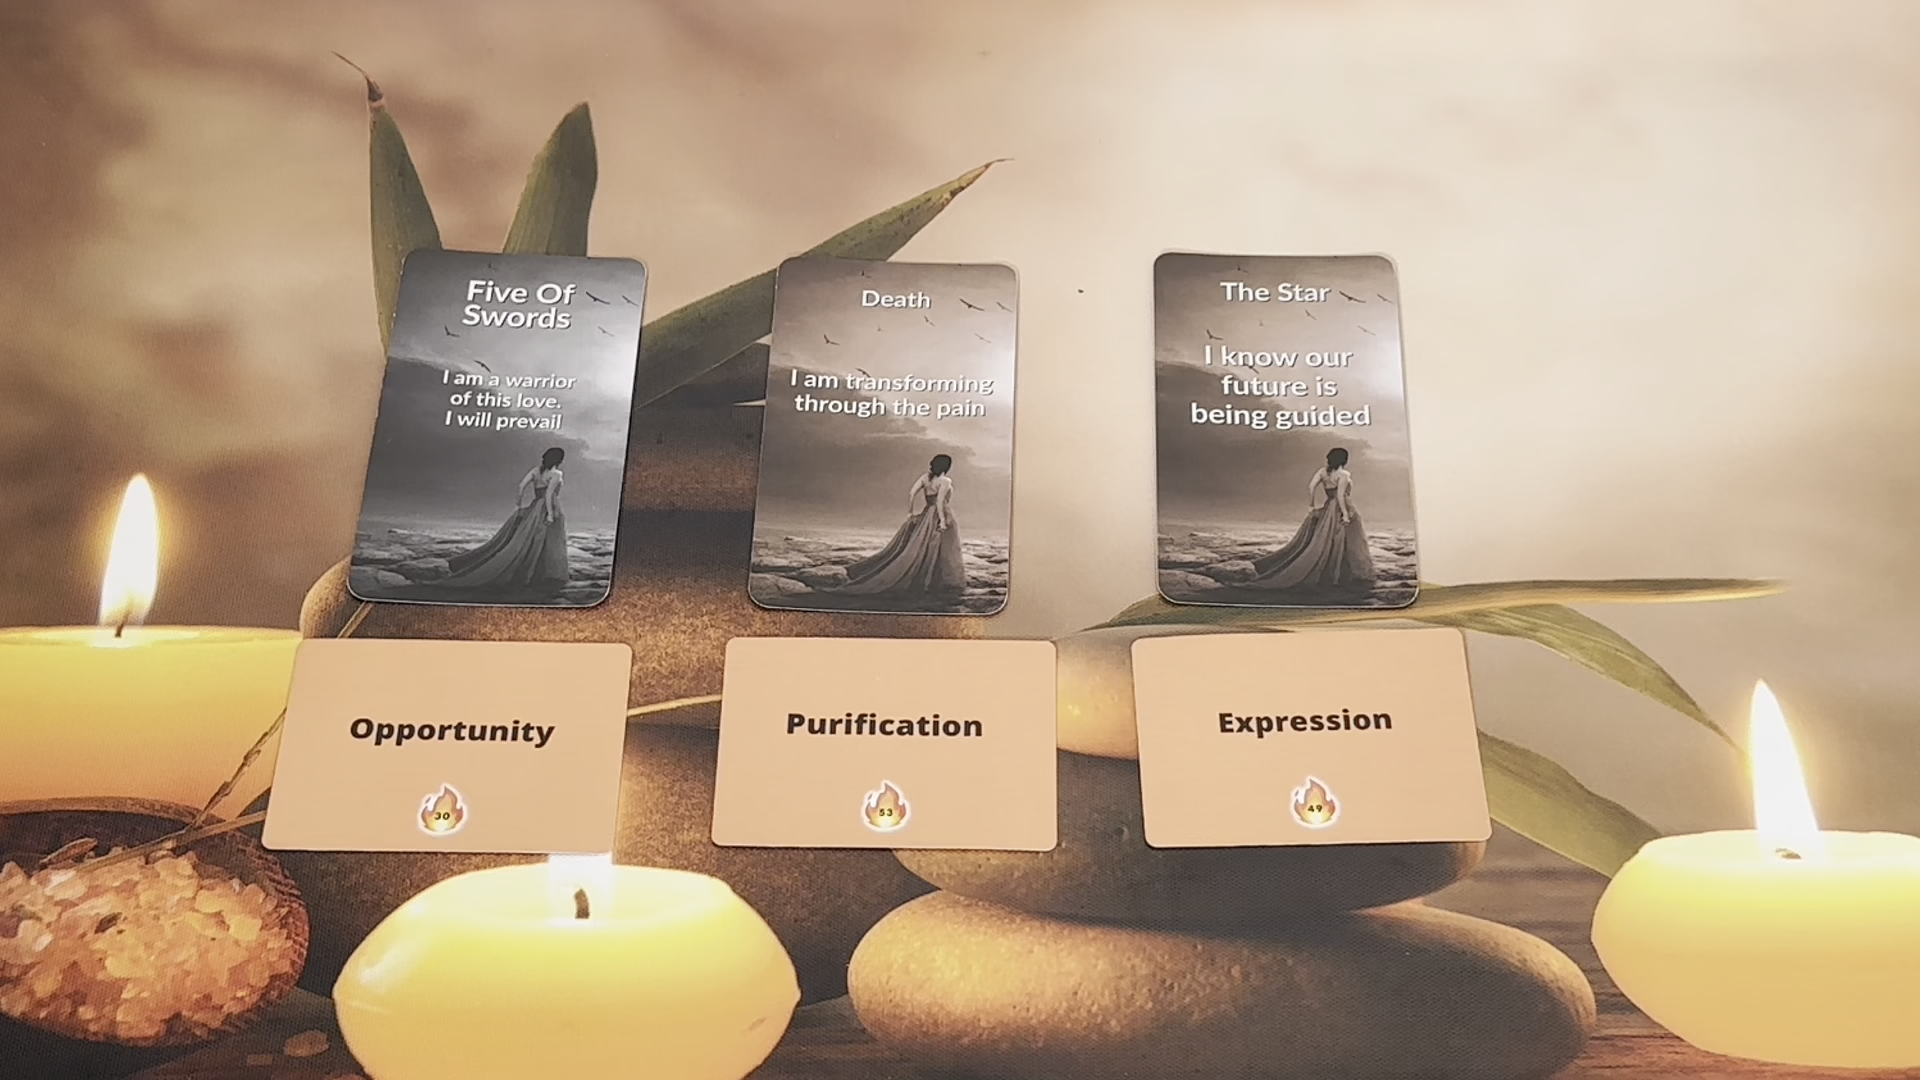 Five Of
Swords
I am a warrior
of this love.
I will prevail
Death
I am transforming
through the pain
The Star
I know our
future is
being guided
Opportunity
30
Purification
53
Expression
49